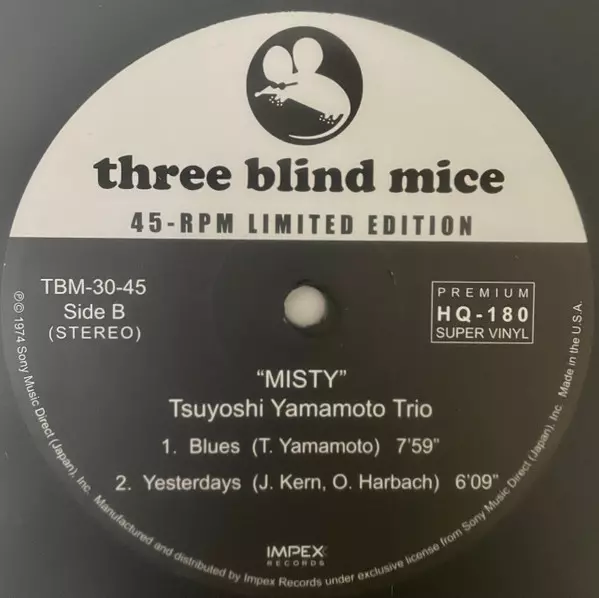 three blind mice
45-RPM LIMITED EDITION
TBM-30-45
Side B
(STEREO)
PREMIUM
HQ-180
SUPER VINYL
"MISTY"
Tsuyoshi Yamamoto Trio
1. Blues (T. Yamamoto) 7'59"
2. Yesterdays (J. Kern, O. Harbach) 6'09"
IMPEX
RECORDS
℗© 1974 Sony Music Direct (Japan), Inc. Manufactured and distributed by Impex Records under exclusive license from Sony Music Direct (Japan), Inc. Made in the U.S.A.